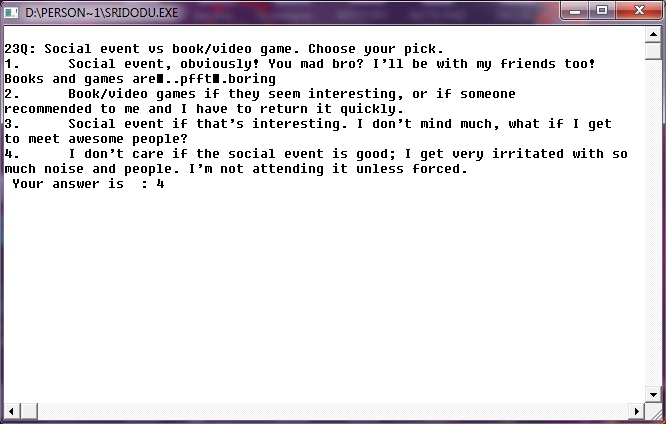 D:\PERSON~1\SRIDODU.EXE
23Q: Social event vs book/video game. Choose your pick.
1.      Social event, obviously! You mad bro? I'll be with my friends too!
Books and games are■..pfft■.boring
2.      Book/video games if they seem interesting, or if someone
recommended to me and I have to return it quickly.
3.      Social event if that's interesting. I don't mind much, what if I get
to meet awesome people?
4.      I don't care if the social event is good; I get very irritated with so
much noise and people. I'm not attending it unless forced.
Your answer is  : 4